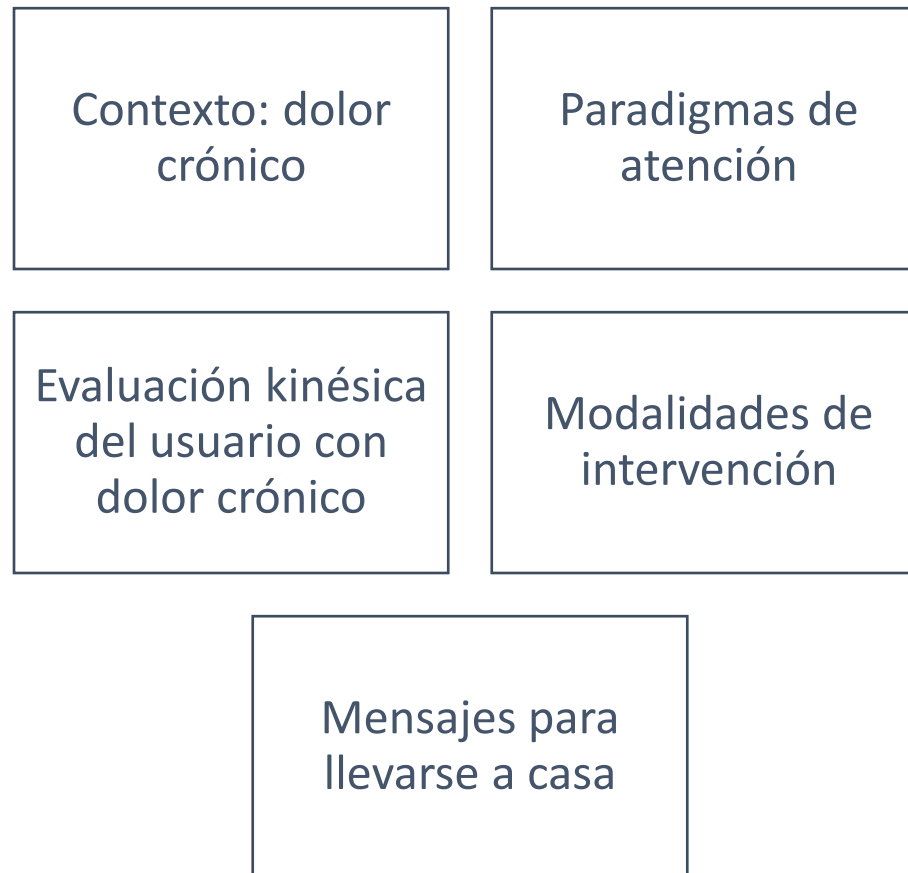 Contexto: dolor
crónico
Paradigmas de
atención
Evaluación kinésica
del usuario con
dolor crónico
Modalidades de
intervención
Mensajes para
llevarse a casa